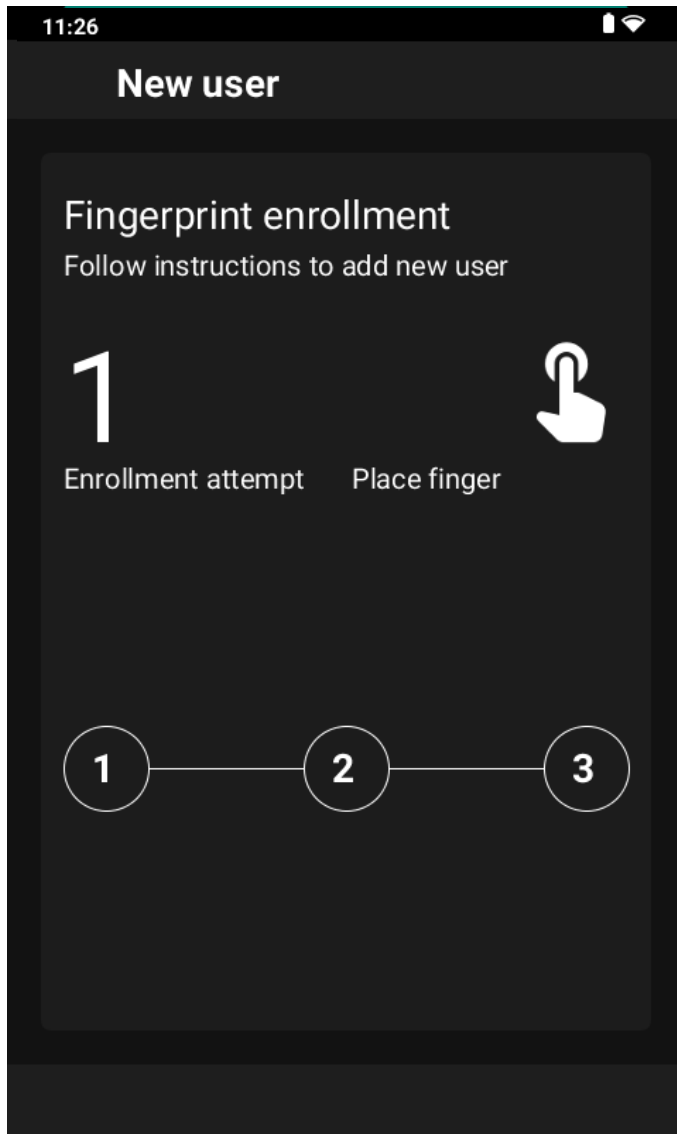 11:26
New user
Fingerprint enrollment
Follow instructions to add new user
1
Enrollment attempt
Place finger
1
2
3